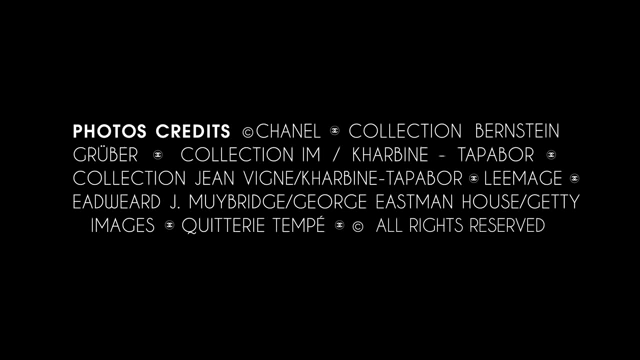 PHOTOS CREDITS ©CHANEL COLLECTION BERNSTEIN
GRÜBER COLLECTION IM / KHARBINE - TAPABOR
COLLECTION JEAN VIGNE/KHARBINE-TAPABOR LEEMAGE
EADWEARD J. MUYBRIDGE/GEORGE EASTMAN HOUSE/GETTY
IMAGES QUITTERIE TEMPÉ © ALL RIGHTS RESERVED